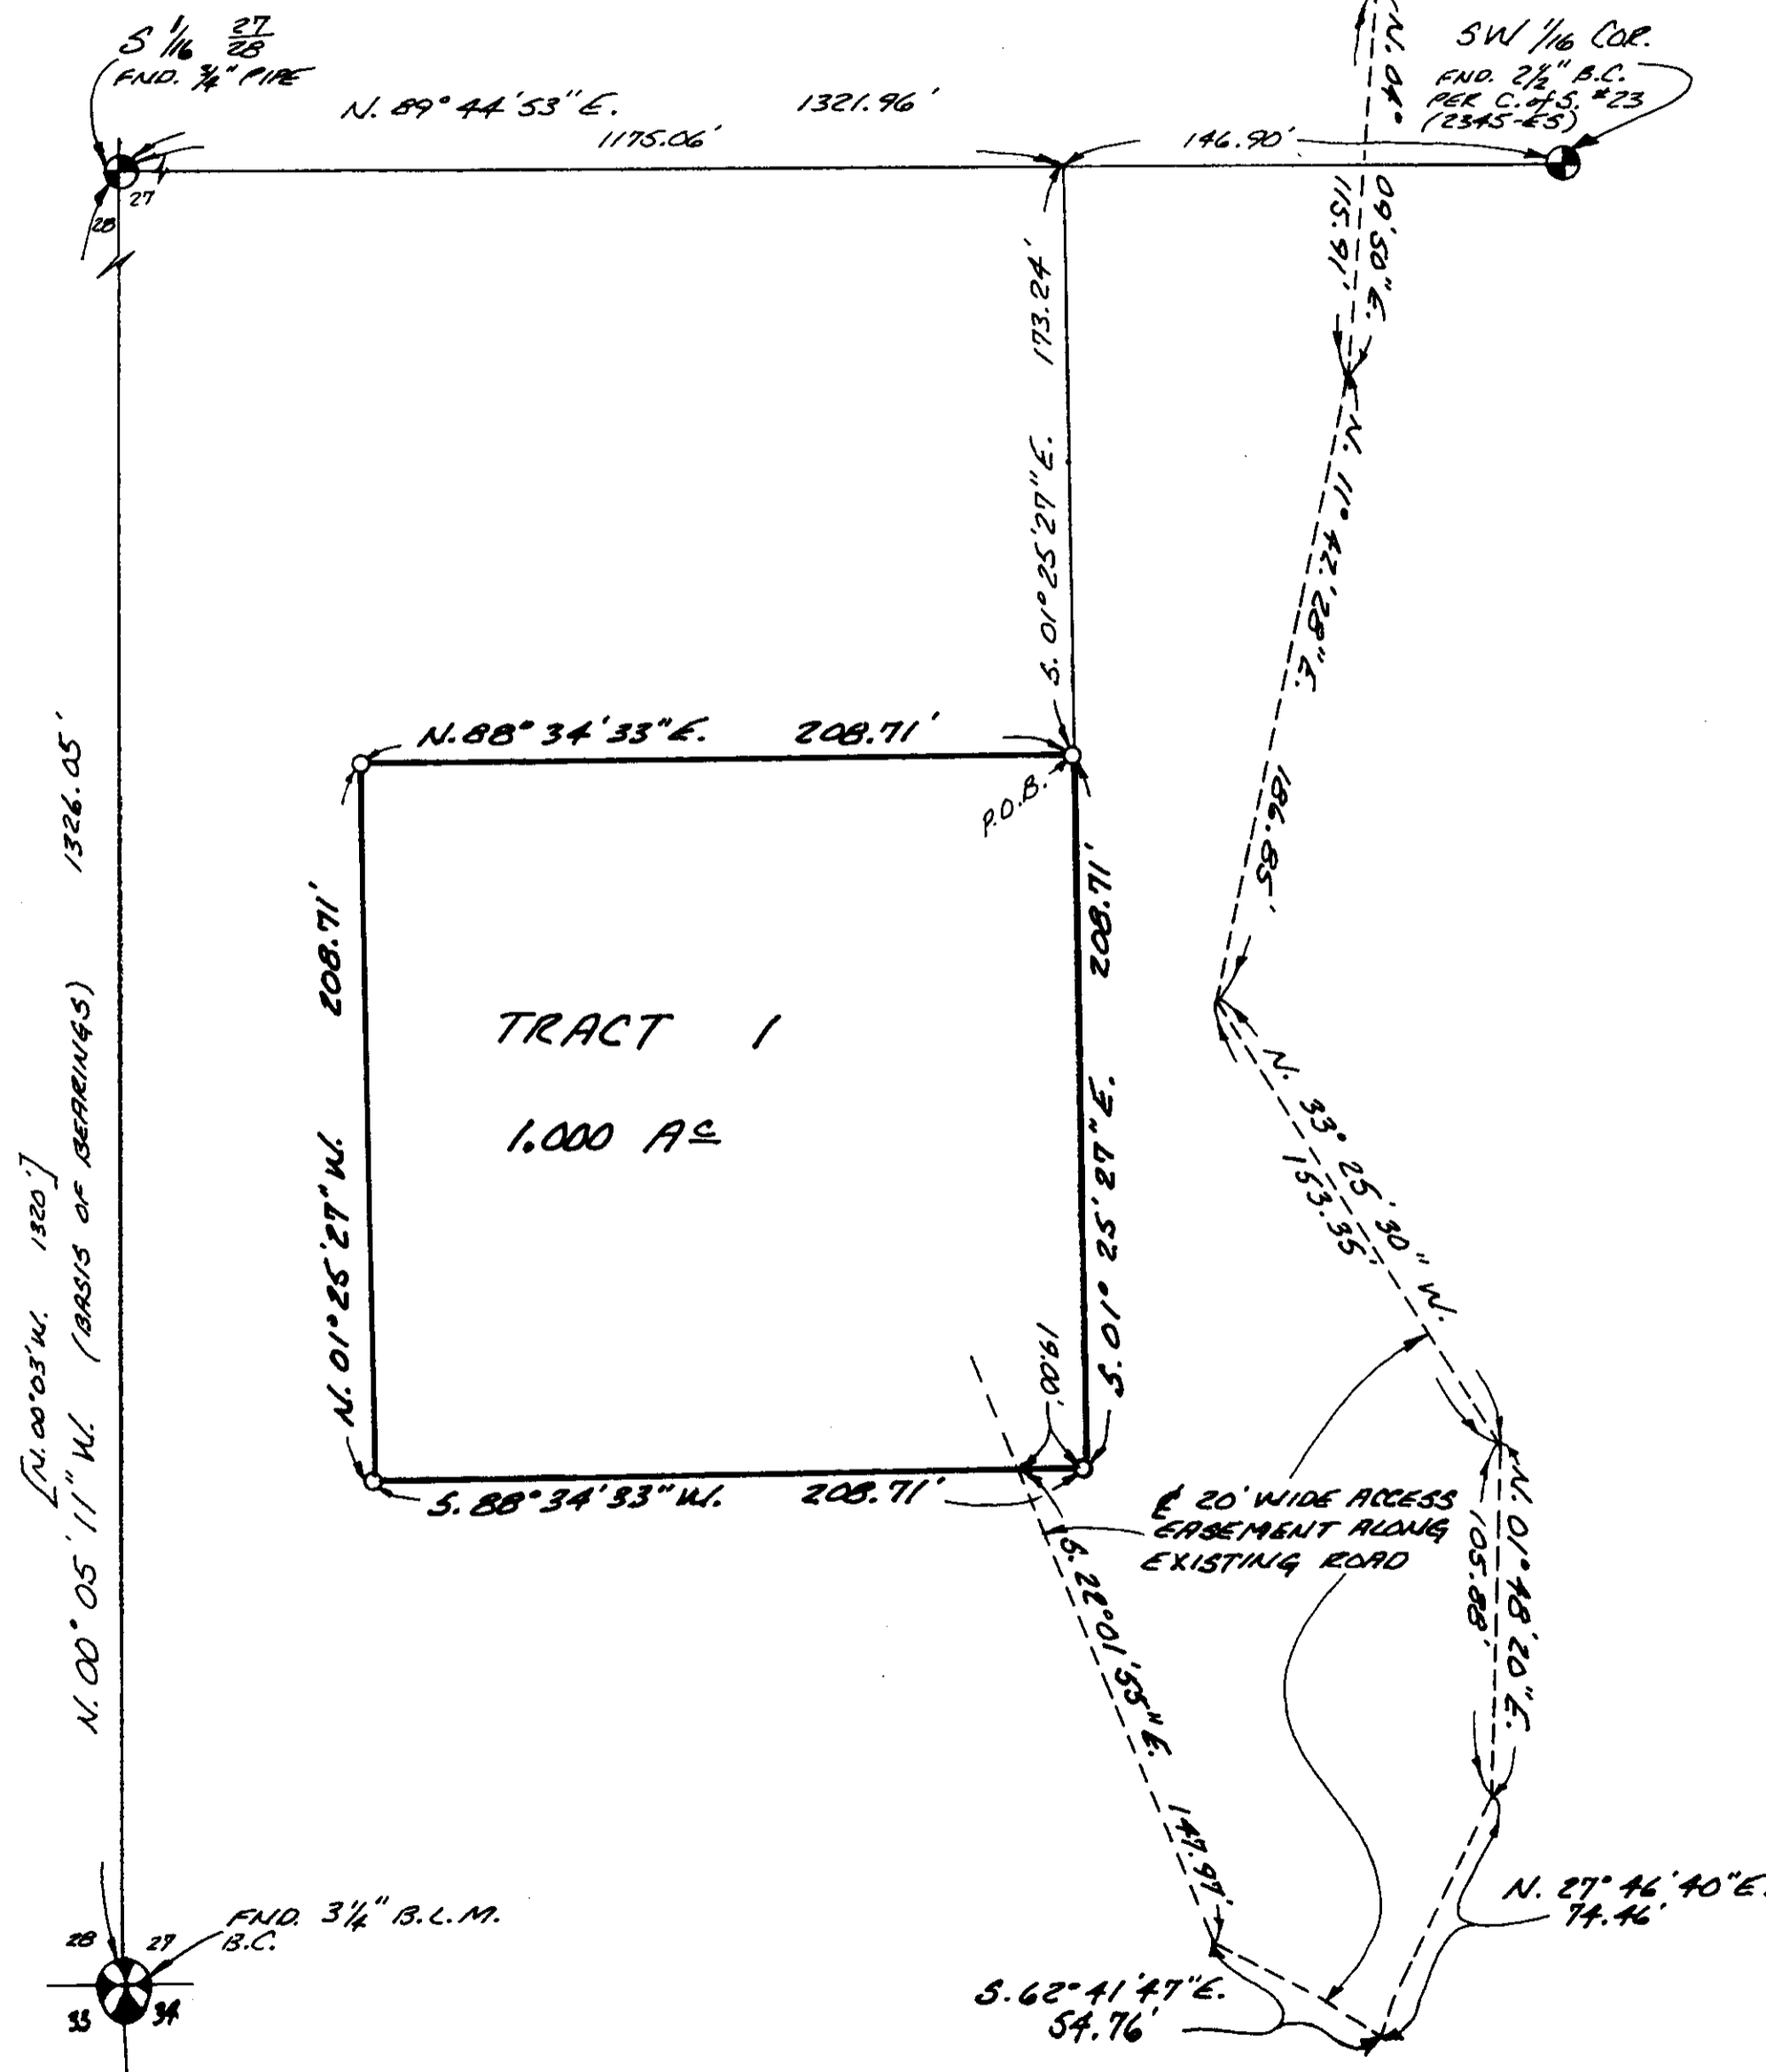 S 1/16 27/28
FND. 3/4" PIPE
N. 89° 44' 53" E. 1321.96'
1175.06'
146.90'
SW 1/16 COR.
FND. 2½" B.C.
PER C. of S. #23
(2345-ES)
27
28
N. 04° 09' 50" E.
115.91'
S. 01° 25' 27" E. 173.24'
N. 11° 42' 28" E.
186.85'
N. 88° 34' 33" E. 208.71'
P.O.B.
N. 01° 25' 27" W. 208.71'
TRACT 1
1.000 Ac
S. 01° 25' 27" E. 208.71'
[N. 00° 03' W. 1320']
N. 00° 05' 11" W. (BASIS OF BEARINGS) 1326.05'
N. 33° 25' 30" W.
153.35'
19.00'
S. 88° 34' 33" W. 208.71'
℄ 20' WIDE ACCESS
EASEMENT ALONG
EXISTING ROAD
S. 22° 01' 55" E. 147.97'
N. 01° 48' 20" E.
105.88'
N. 27° 46' 40" E.
74.46'
S. 62° 41' 47" E.
54.76'
FND. 3¼" B.L.M.
B.C.
28 27
33 34